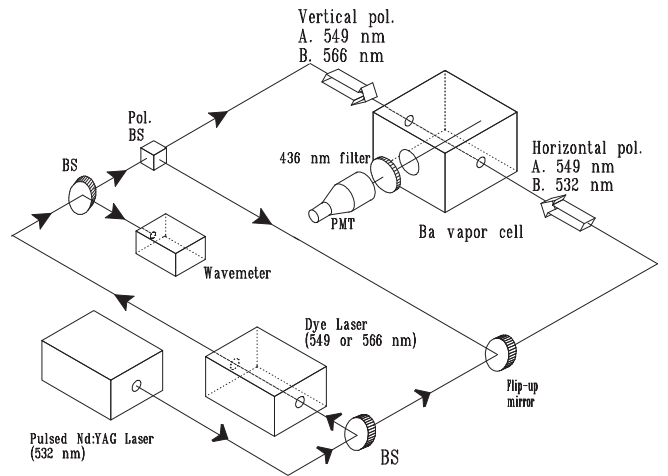 Vertical pol.
A. 549 nm
B. 566 nm
Pol.
BS
BS
436 nm filter
Horizontal pol.
A. 549 nm
B. 532 nm
PMT
Ba vapor cell
Wavemeter
Dye Laser
(549 or 566 nm)
Flip-up
mirror
Pulsed Nd:YAG Laser
(532 nm)
BS